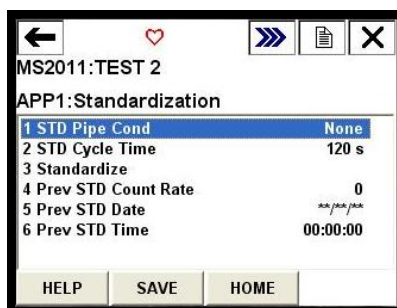 MS2011:TEST 2
APP1:Standardization
1 STD Pipe Cond None
2 STD Cycle Time 120 s
3 Standardize
4 Prev STD Count Rate 0
5 Prev STD Date **/**/**
6 Prev STD Time 00:00:00
HELP SAVE HOME